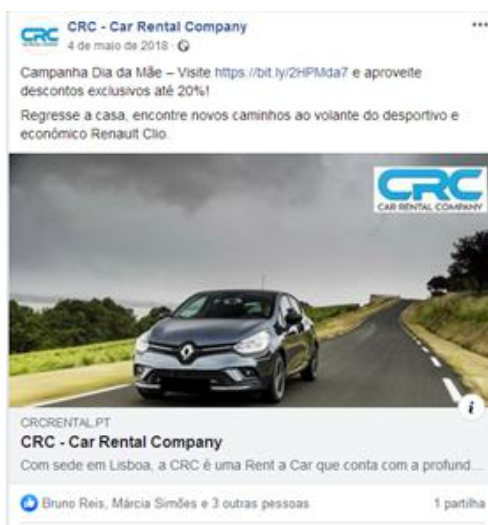 CRC
CRC - Car Rental Company
4 de maio de 2018
Campanha Dia da Mãe – Visite https://bit.ly/2HPMda7 e aproveite
descontos exclusivos até 20%!
Regresse a casa, encontre novos caminhos ao volante do desportivo e
económico Renault Clio.
CRC
CAR RENTAL COMPANY
CRCRENTAL.PT
CRC - Car Rental Company
Com sede em Lisboa, a CRC é uma Rent a Car que conta com a profund...
Bruno Reis, Márcia Simões e 3 outras pessoas
1 partilha